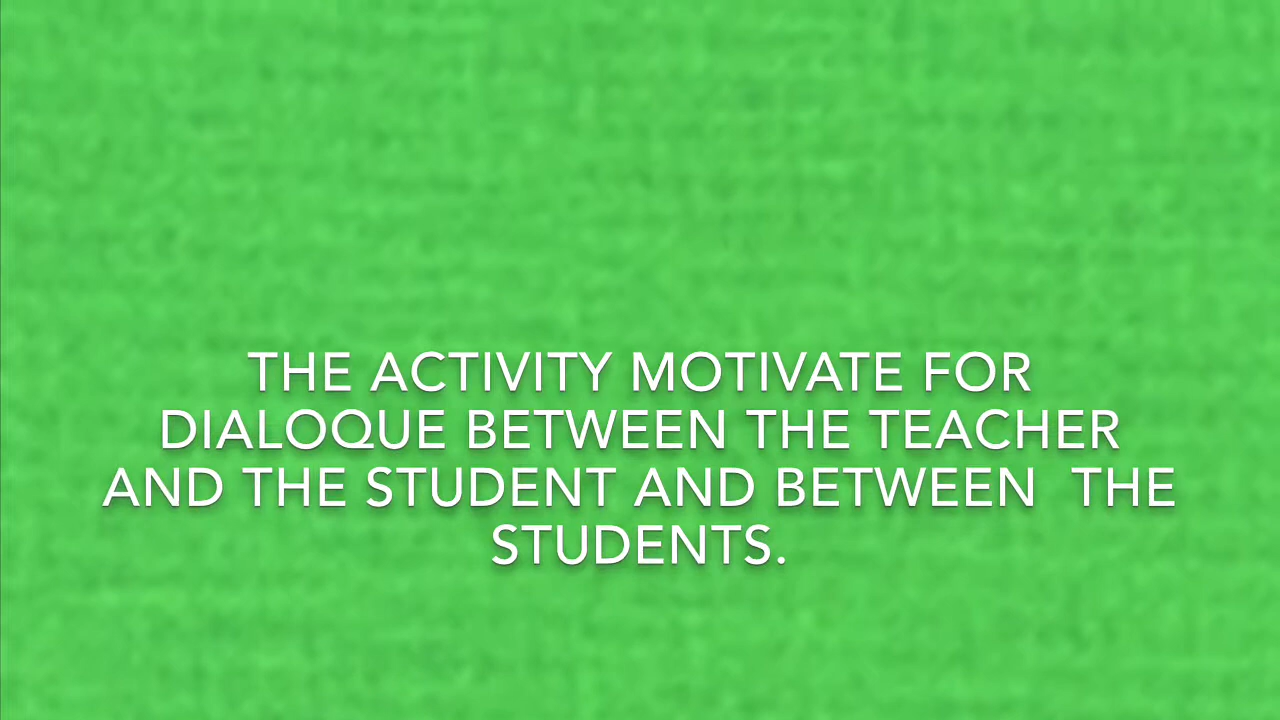 THE ACTIVITY MOTIVATE FOR
DIALOQUE BETWEEN THE TEACHER
AND THE STUDENT AND BETWEEN  THE
STUDENTS.